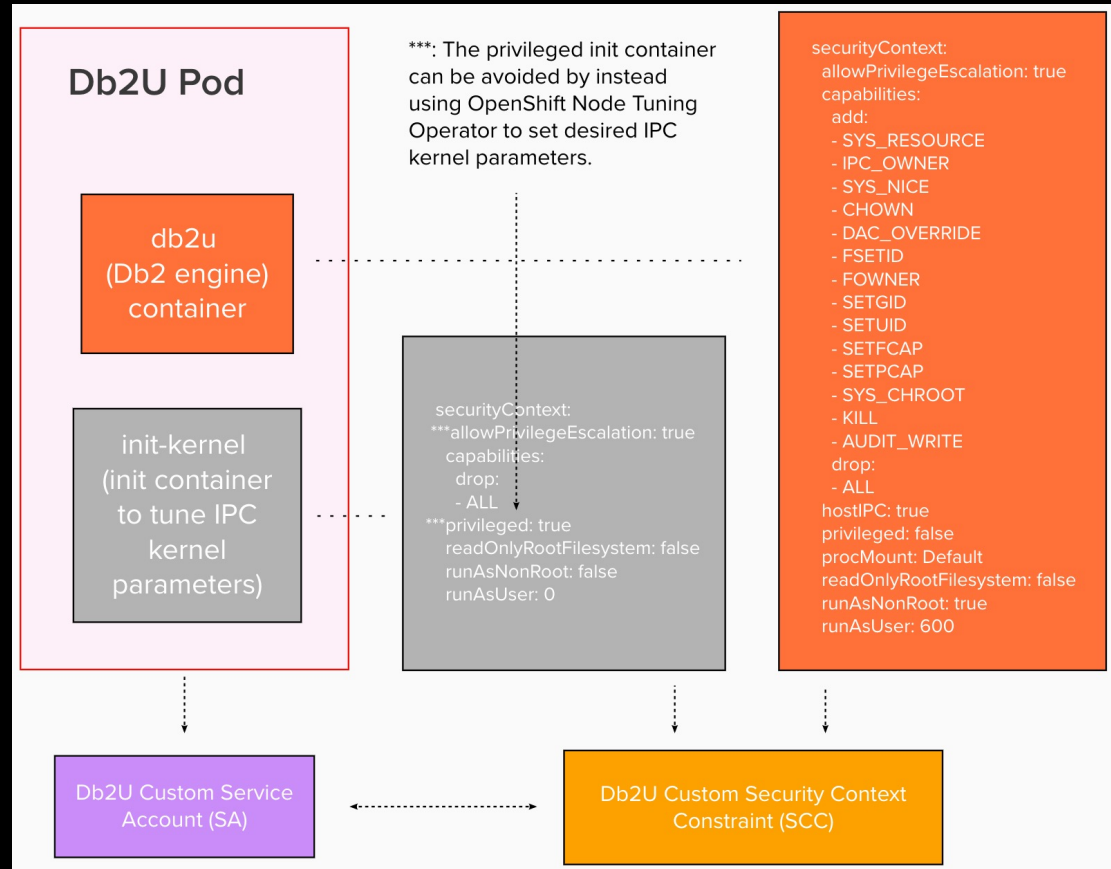 Db2U Pod
db2u
(Db2 engine)
container
init-kernel
(init container
to tune IPC
kernel
parameters)
***: The privileged init container
can be avoided by instead
using OpenShift Node Tuning
Operator to set desired IPC
kernel parameters.
securityContext:
***allowPrivilegeEscalation: true
capabilities:
drop:
- ALL
***privileged: true
readOnlyRootFilesystem: false
runAsNonRoot: false
runAsUser: 0
securityContext:
allowPrivilegeEscalation: true
capabilities:
add:
- SYS_RESOURCE
- IPC_OWNER
- SYS_NICE
- CHOWN
- DAC_OVERRIDE
- FSETID
- FOWNER
- SETGID
- SETUID
- SETFCAP
- SETPCAP
- SYS_CHROOT
- KILL
- AUDIT_WRITE
drop:
- ALL
hostIPC: true
privileged: false
procMount: Default
readOnlyRootFilesystem: false
runAsNonRoot: true
runAsUser: 600
Db2U Custom Service
Account (SA)
Db2U Custom Security Context
Constraint (SCC)